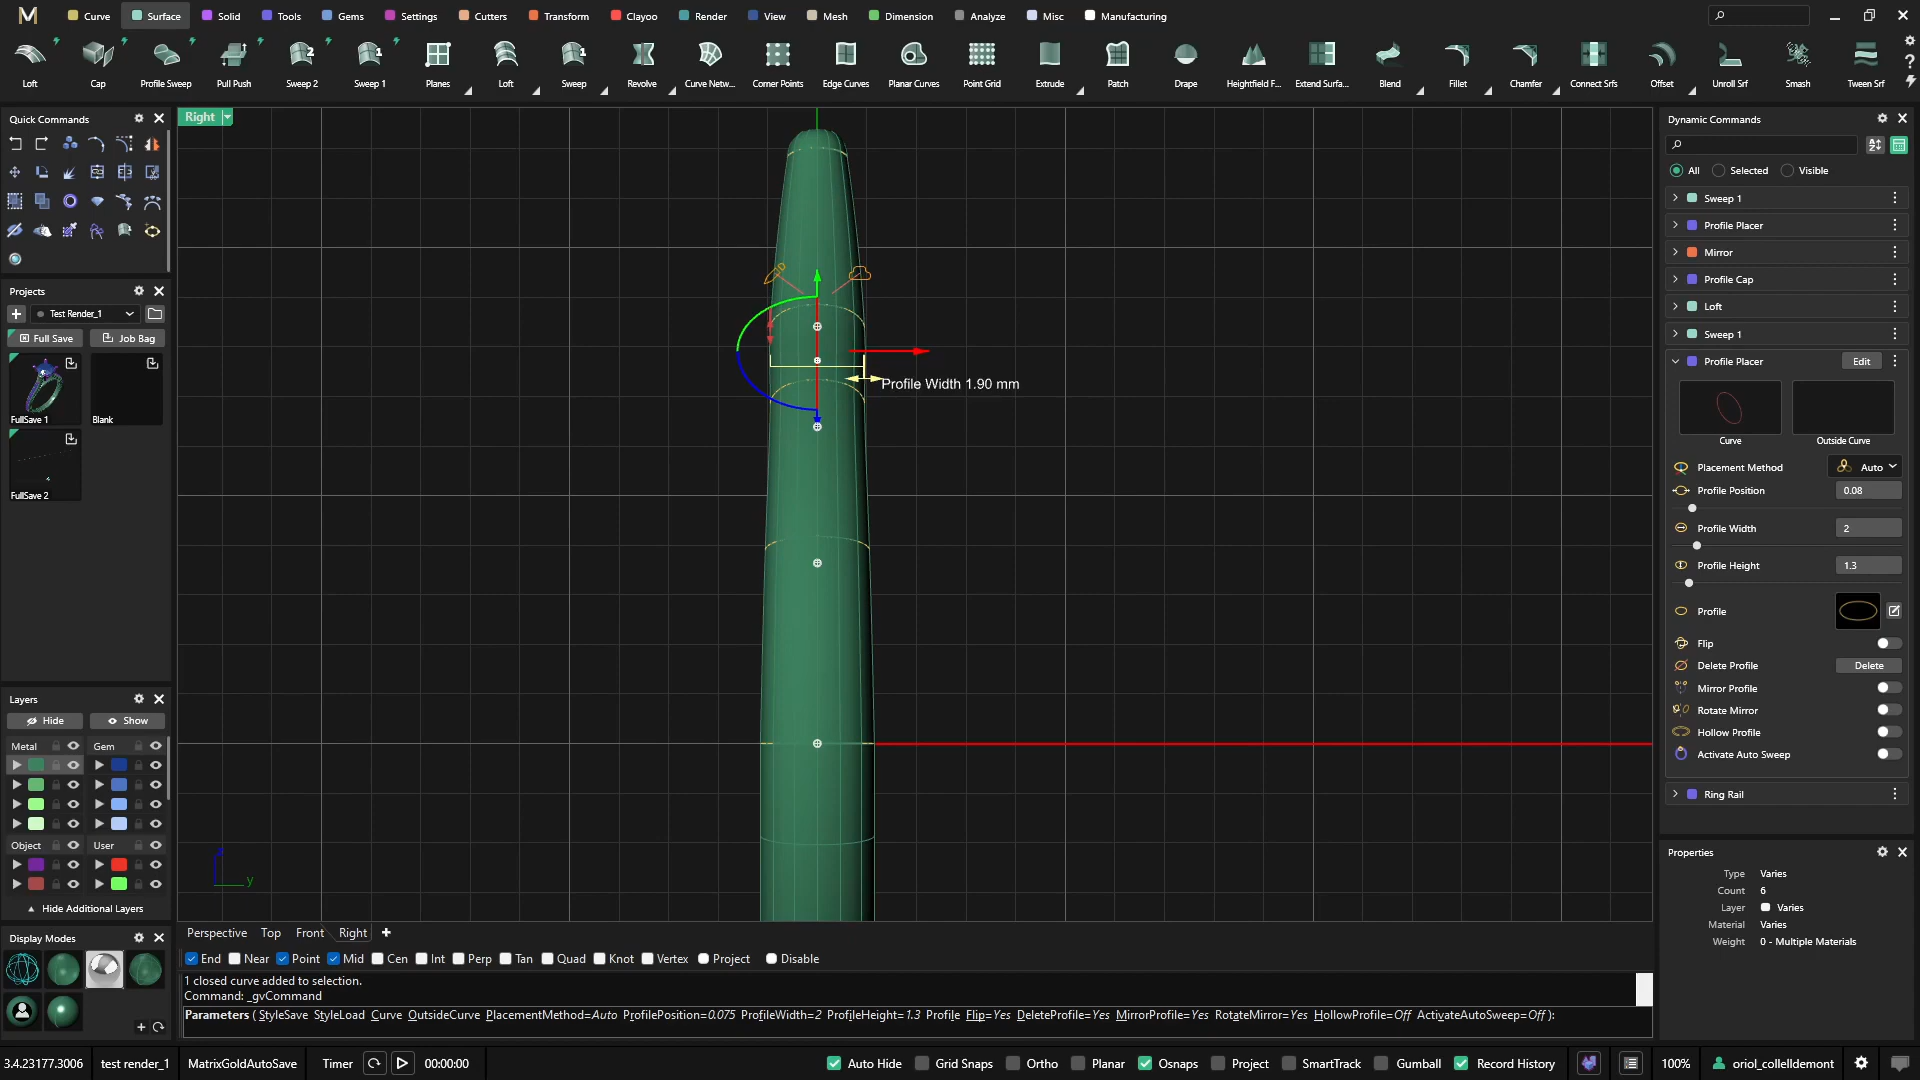 M Curve Surface Solid Tools Gems Settings Cutters Transform Clayoo Render View Mesh Dimension Analyze Misc Manufacturing
Loft Cap Profile Sweep Pull Push Sweep 2 Sweep 1 Planes Loft Sweep Revolve Curve Netw... Corner Points Edge Curves Planar Curves Point Grid Extrude Patch Drape Heightfield F... Extend Surfa... Blend Fillet Chamfer Connect Srfs Offset Unroll Srf Smash Tween Srf
Quick Commands
Projects
Test Render_1
Full Save Job Bag
FullSave 1 Blank
FullSave 2
Layers
Hide Show
Metal Gem
Object User
Hide Additional Layers
Display Modes
Right
Profile Width 1.90 mm
y
Perspective Top Front Right
End Near Point Mid Cen Int Perp Tan Quad Knot Vertex Project Disable
1 closed curve added to selection.
Command: _gvCommand
Parameters ( StyleSave StyleLoad Curve OutsideCurve PlacementMethod=Auto ProfilePosition=0.075 ProfileWidth=2 ProfileHeight=1.3 Profile Flip=Yes DeleteProfile=Yes MirrorProfile=Yes RotateMirror=Yes HollowProfile=Off ActivateAutoSweep=Off ):
Dynamic Commands
All Selected Visible
Sweep 1
Profile Placer
Mirror
Profile Cap
Loft
Sweep 1
Profile Placer Edit
Curve Outside Curve
Placement Method Auto
Profile Position 0.08
Profile Width 2
Profile Height 1.3
Profile
Flip
Delete Profile Delete
Mirror Profile
Rotate Mirror
Hollow Profile
Activate Auto Sweep
Ring Rail
Properties
Type Varies
Count 6
Layer Varies
Material Varies
Weight 0 - Multiple Materials
3.4.23177.3006 test render_1 MatrixGoldAutoSave Timer 00:00:00 Auto Hide Grid Snaps Ortho Planar Osnaps Project SmartTrack Gumball Record History 100% oriol_collelldemont